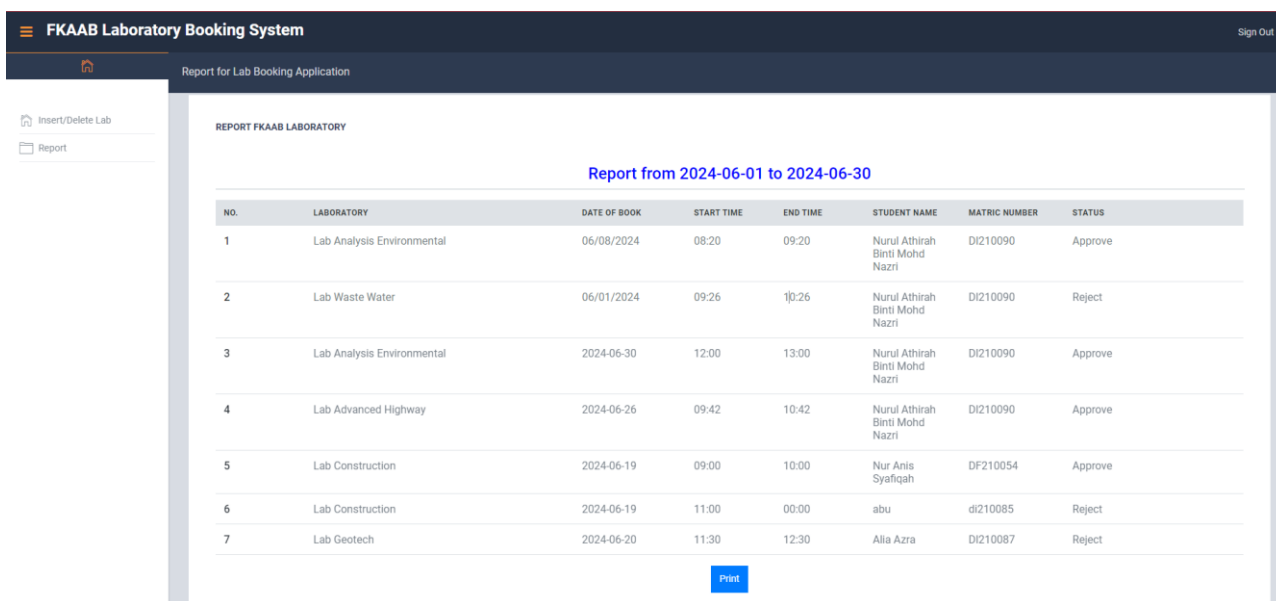 FKAAB Laboratory Booking System
Sign Out
Report for Lab Booking Application
Insert/Delete Lab
Report
REPORT FKAAB LABORATORY
Report from 2024-06-01 to 2024-06-30
NO. LABORATORY DATE OF BOOK START TIME END TIME STUDENT NAME MATRIC NUMBER STATUS
1 Lab Analysis Environmental 06/08/2024 08:20 09:20 Nurul Athirah DI210090 Approve
Binti Mohd
Nazri
2 Lab Waste Water 06/01/2024 09:26 10:26 Nurul Athirah DI210090 Reject
Binti Mohd
Nazri
3 Lab Analysis Environmental 2024-06-30 12:00 13:00 Nurul Athirah DI210090 Approve
Binti Mohd
Nazri
4 Lab Advanced Highway 2024-06-26 09:42 10:42 Nurul Athirah DI210090 Approve
Binti Mohd
Nazri
5 Lab Construction 2024-06-19 09:00 10:00 Nur Anis DF210054 Approve
Syafiqah
6 Lab Construction 2024-06-19 11:00 00:00 abu di210085 Reject
7 Lab Geotech 2024-06-20 11:30 12:30 Alia Azra DI210087 Reject
Print